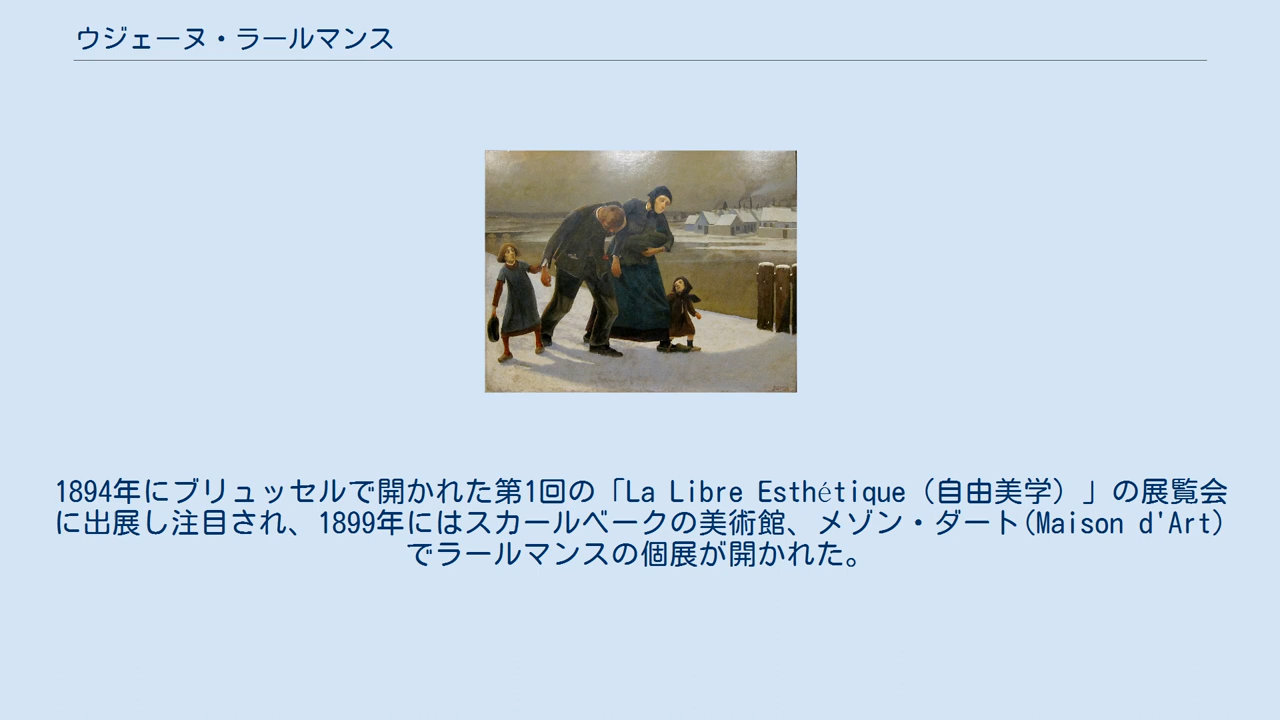 ウジェーヌ・ラールマンス
1894年にブリュッセルで開かれた第1回の「La Libre Esthétique（自由美学）」の展覧会
に出展し注目され、1899年にはスカールベークの美術館、メゾン・ダート(Maison d'Art)
でラールマンスの個展が開かれた。